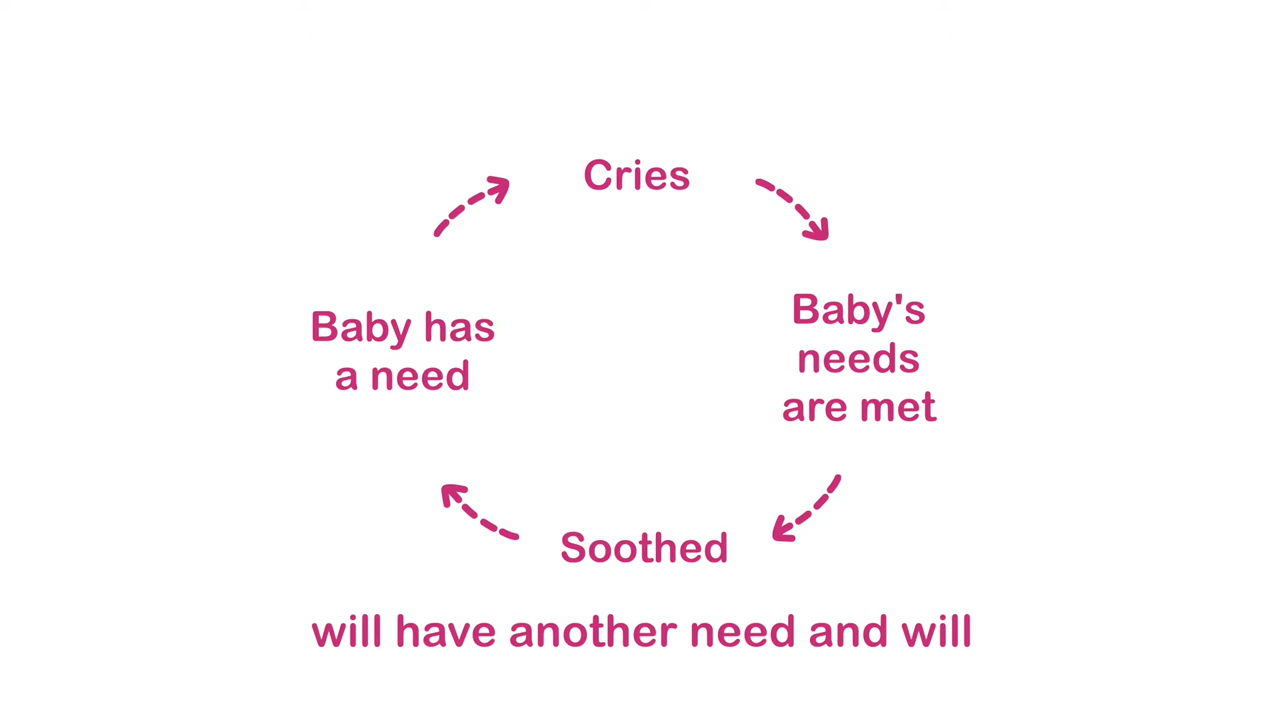 Cries
Baby has
a need
Baby's
needs
are met
Soothed
will have another need and will